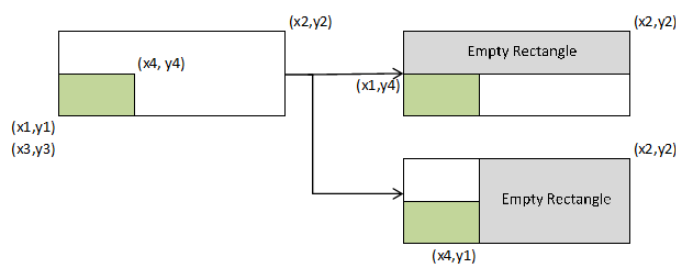 (x2,y2)
(x4, y4)
(x1,y1)
(x3,y3)
(x2,y2)
Empty Rectangle
(x1,y4)
(x2,y2)
Empty Rectangle
(x4,y1)